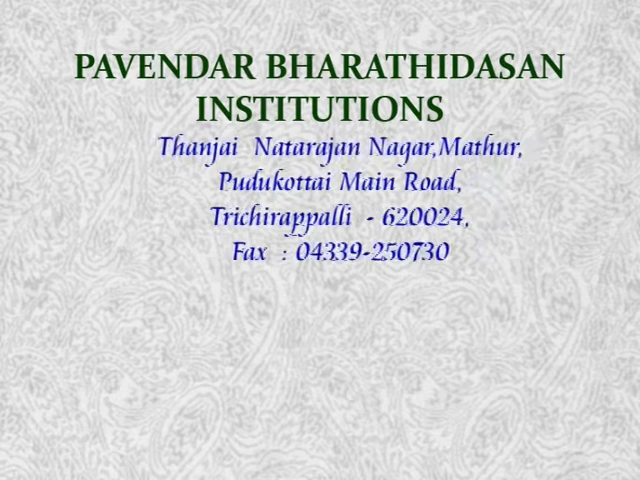 PAVENDAR BHARATHIDASAN
INSTITUTIONS
Thanjai Natarajan Nagar,Mathur,
Pudukottai Main Road,
Trichirappalli - 620024,
Fax : 04339-250730